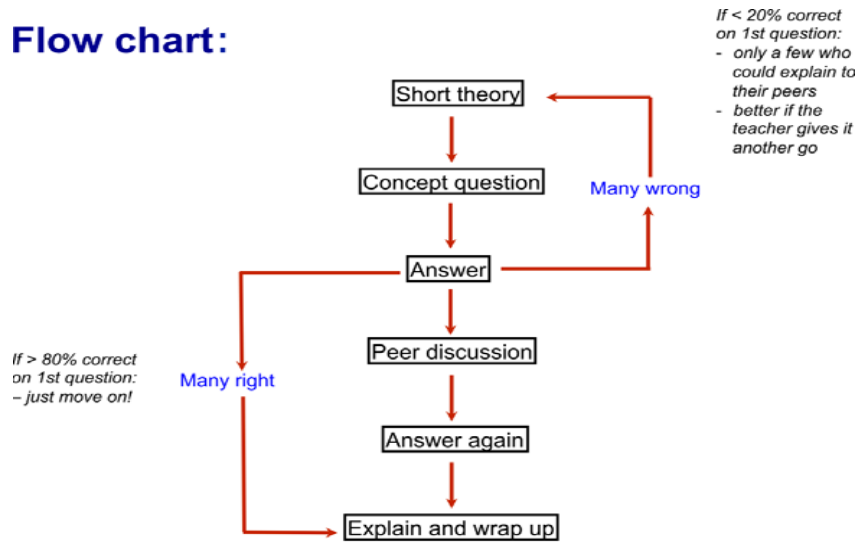 Flow chart:
If < 20% correct
on 1st question:
- only a few who
could explain to
their peers
- better if the
teacher gives it
another go
Short theory
Concept question
Many wrong
Answer
Peer discussion
If > 80% correct
on 1st question:
– just move on!
Many right
Answer again
Explain and wrap up